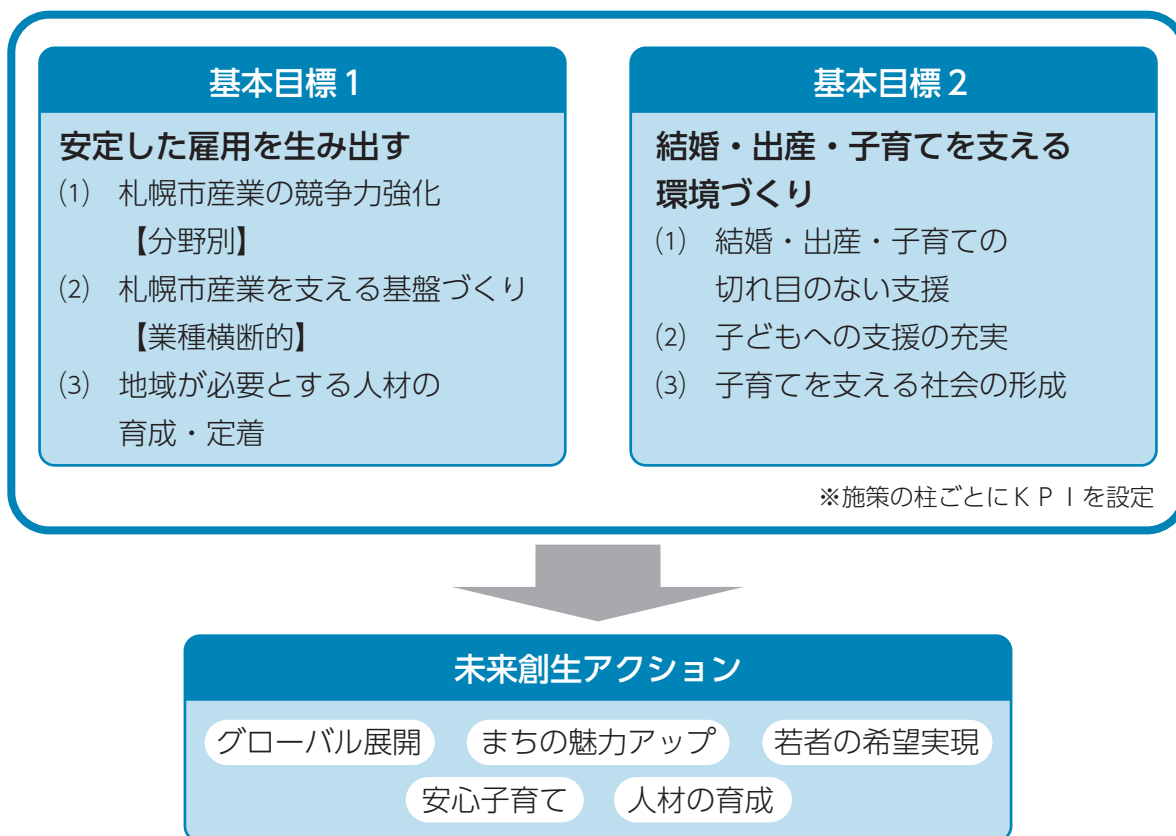 基本目標1
安定した雇用を生み出す
⑴ 札幌市産業の競争力強化
【分野別】
⑵ 札幌市産業を支える基盤づくり
【業種横断的】
⑶ 地域が必要とする人材の
育成・定着
基本目標2
結婚・出産・子育てを支える
環境づくり
⑴ 結婚・出産・子育ての
切れ目のない支援
⑵ 子どもへの支援の充実
⑶ 子育てを支える社会の形成
※施策の柱ごとにKPIを設定
未来創生アクション
グローバル展開 まちの魅力アップ 若者の希望実現
安心子育て 人材の育成